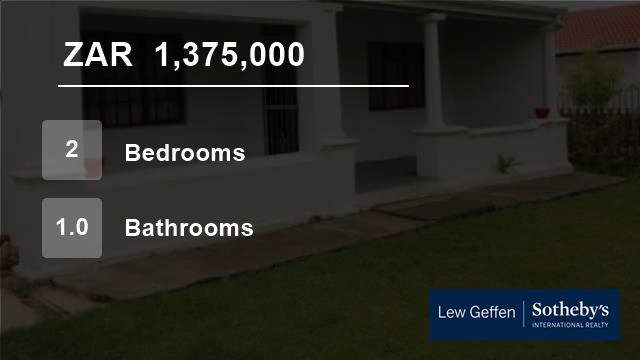 ZAR 1,375,000
2 Bedrooms
1.0 Bathrooms
Lew Geffen Sotheby's
INTERNATIONAL REALTY